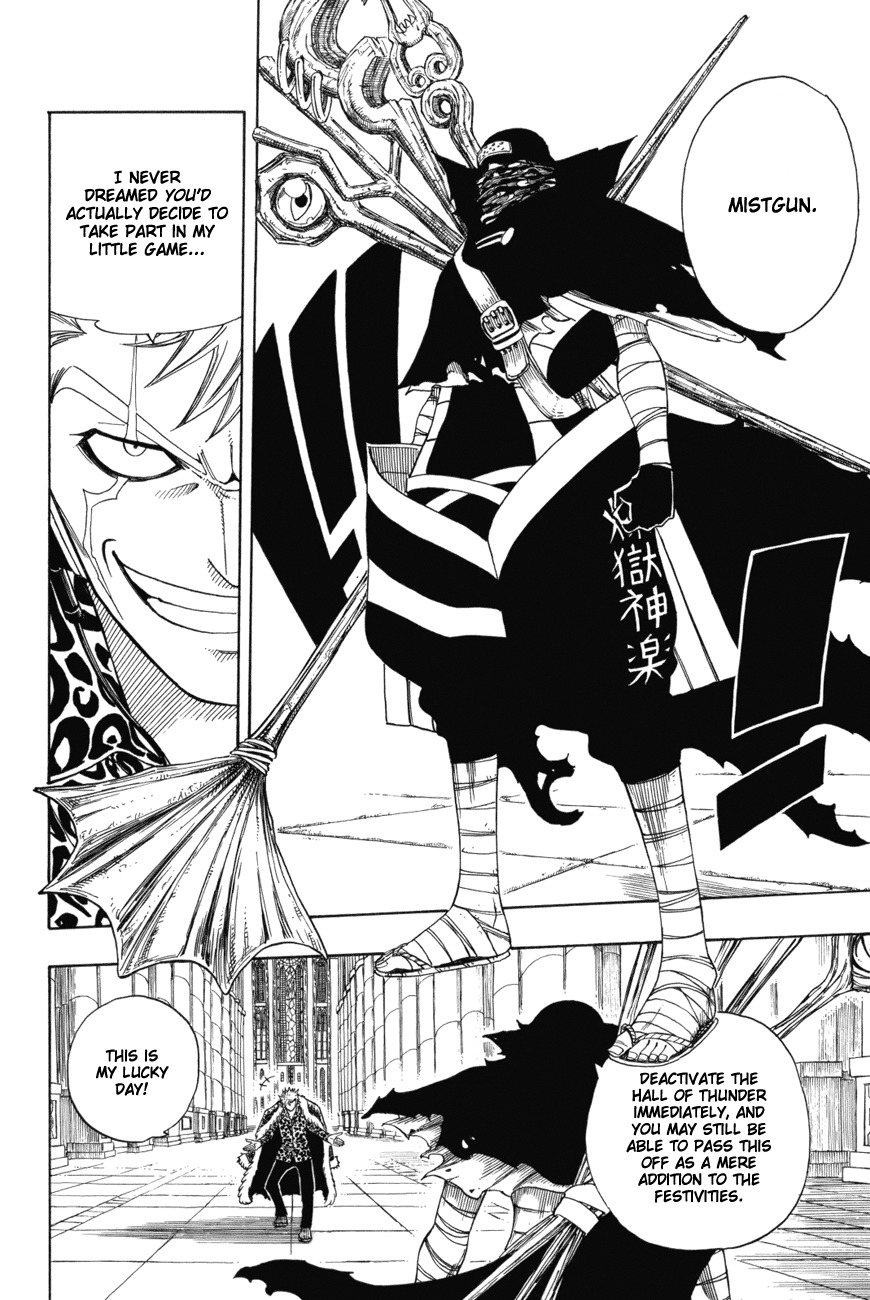 MISTGUN.
I NEVER
DREAMED YOU'D
ACTUALLY DECIDE TO
TAKE PART IN MY
LITTLE GAME...
獄
神
楽
DEACTIVATE THE
HALL OF THUNDER
IMMEDIATELY, AND
YOU MAY STILL BE
ABLE TO PASS THIS
OFF AS A MERE
ADDITION TO THE
FESTIVITIES.
THIS IS
MY LUCKY
DAY!